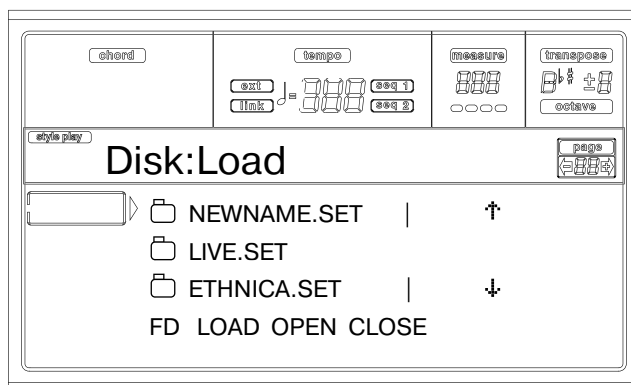 chord tempo measure transpose
ext seq 1
link seq 2
octave
style play
Disk:Load
page
NEWNAME.SET
LIVE.SET
ETHNICA.SET
FD LOAD OPEN CLOSE